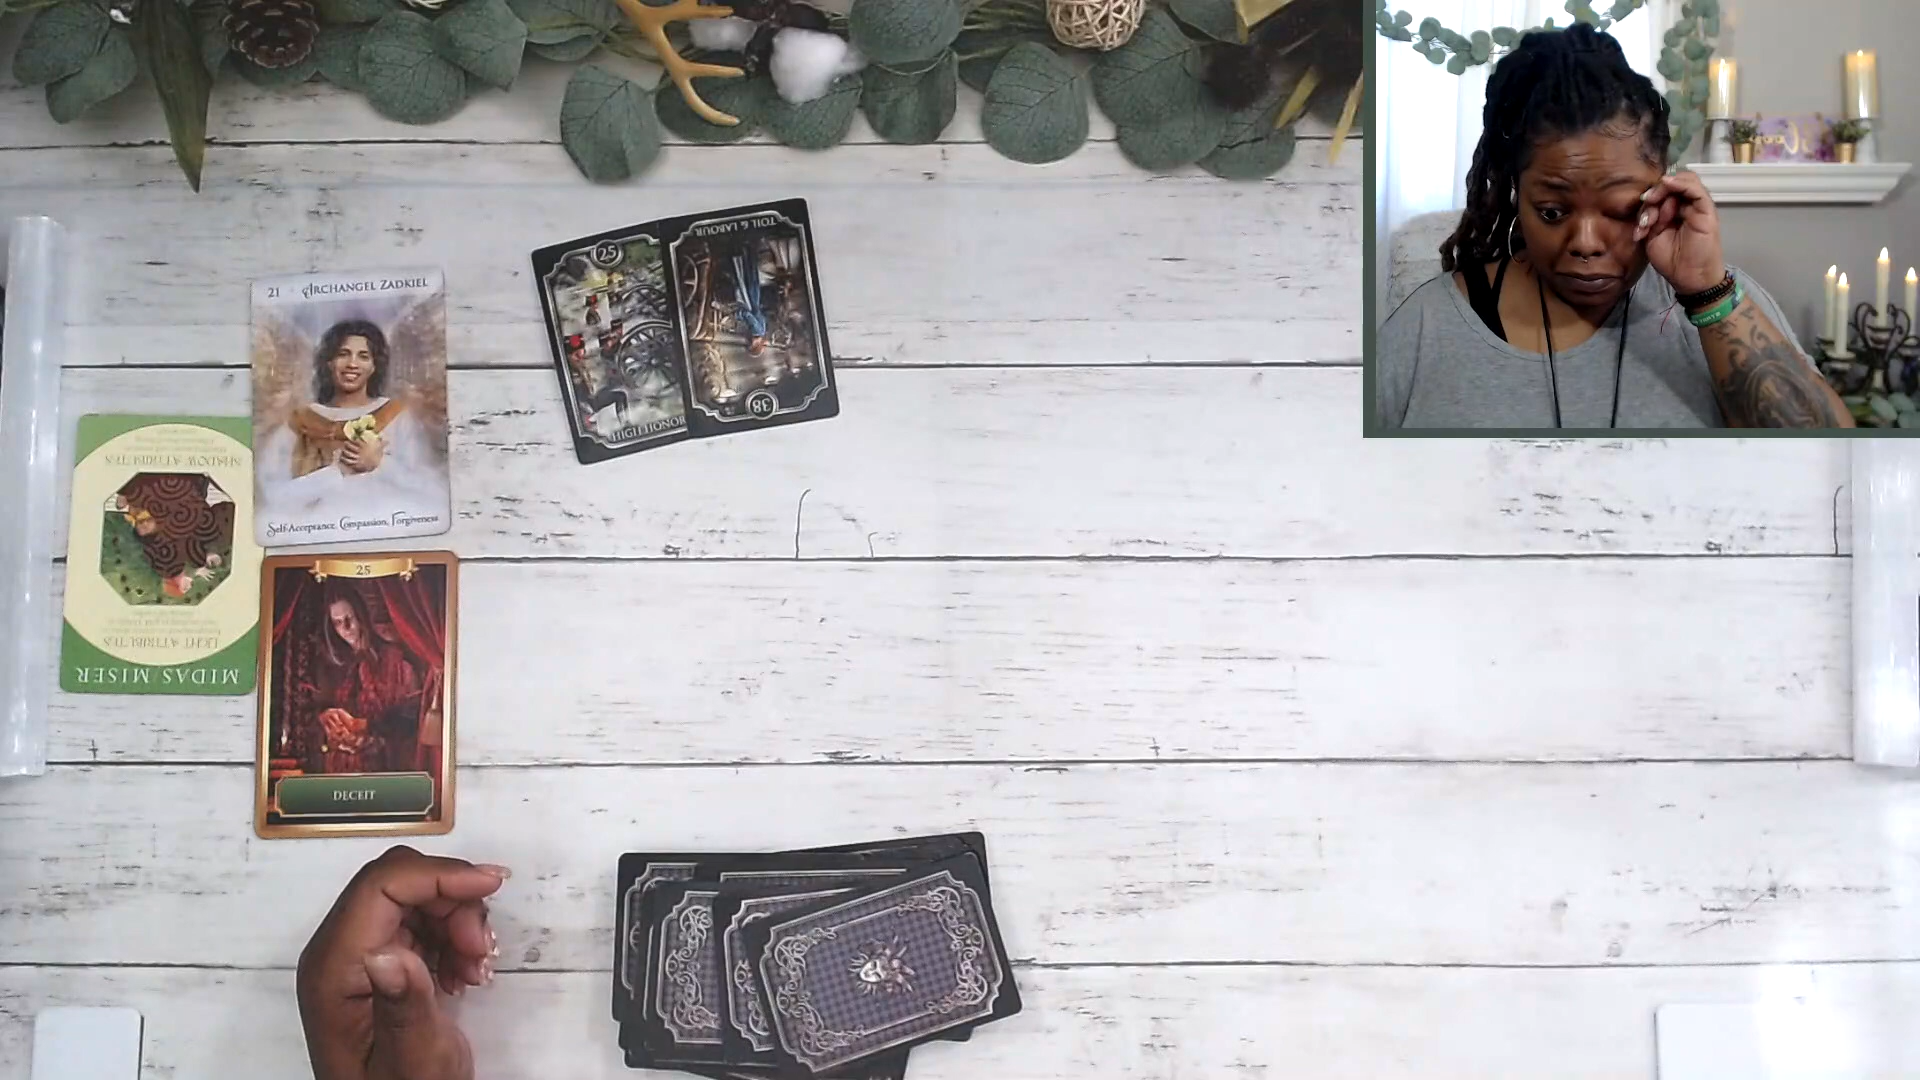 21 ARCHANGEL ZADKIEL
Self-Acceptance, Compassion, Forgiveness
25
HIGH HONOR
TOIL & LABOUR
38
MIDAS MISER
LIGHT ATTRIBUTES
SHADOW ATTRIBUTES
25
DECEIT